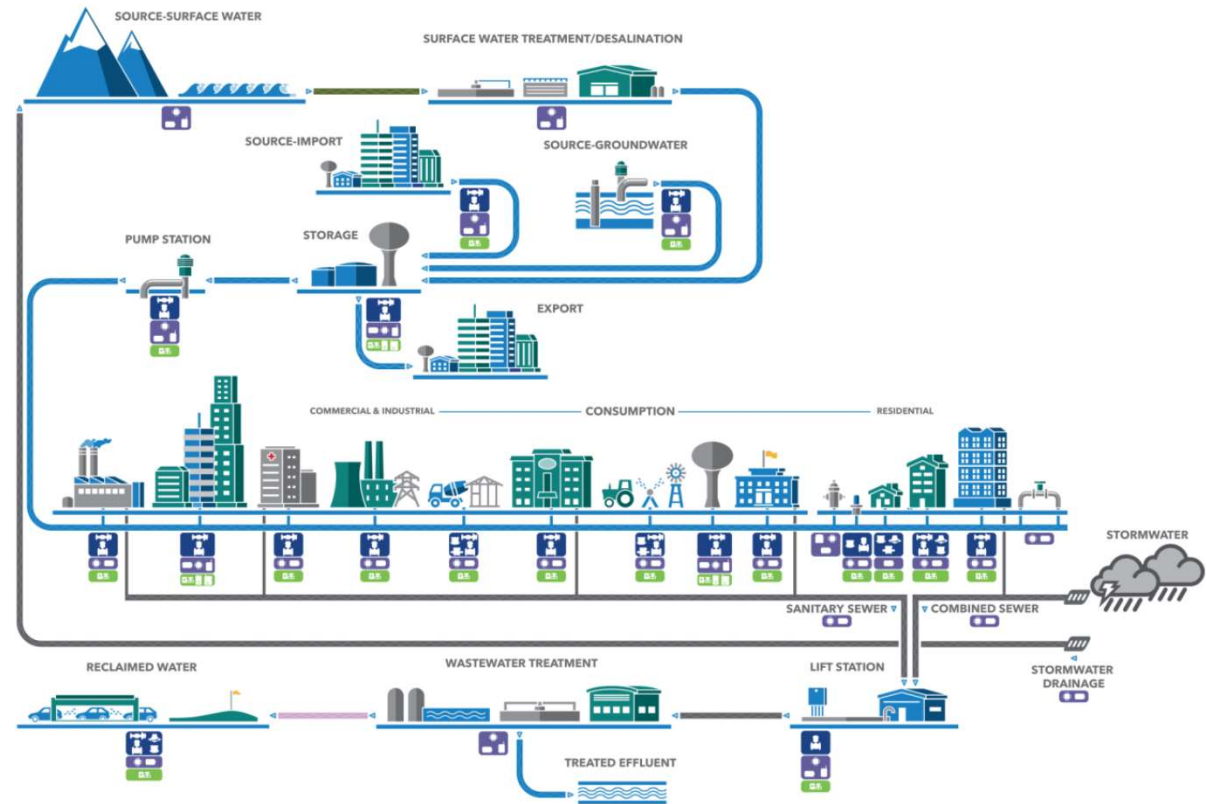 SOURCE-SURFACE WATER
SURFACE WATER TREATMENT/DESALINATION
SOURCE-IMPORT
SOURCE-GROUNDWATER
STORAGE
PUMP STATION
EXPORT
COMMERCIAL & INDUSTRIAL
CONSUMPTION
RESIDENTIAL
STORMWATER
SANITARY SEWER
COMBINED SEWER
RECLAIMED WATER
WASTEWATER TREATMENT
LIFT STATION
STORMWATER
DRAINAGE
TREATED EFFLUENT